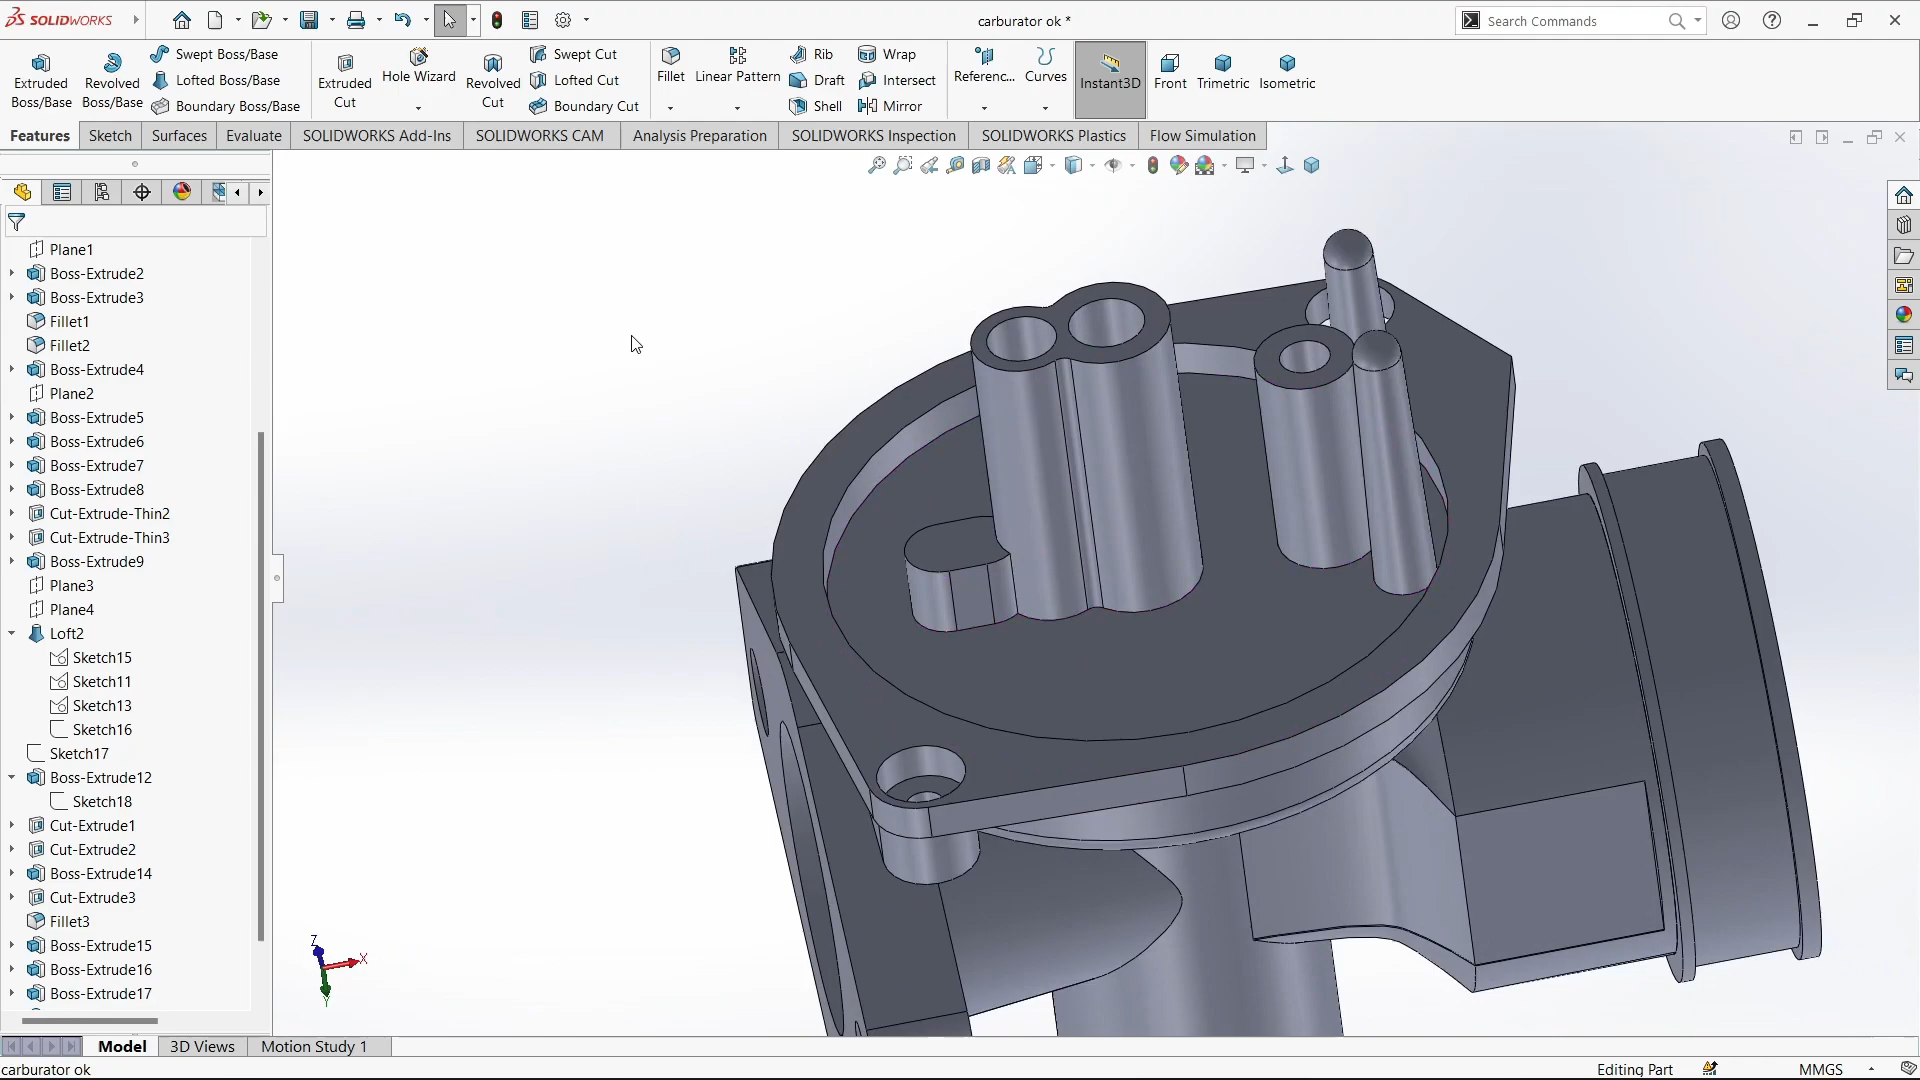 SOLIDWORKS
carburator ok *
Search Commands
Extruded Boss/Base
Revolved Boss/Base
Swept Boss/Base
Lofted Boss/Base
Boundary Boss/Base
Extruded Cut
Hole Wizard
Revolved Cut
Swept Cut
Lofted Cut
Boundary Cut
Fillet
Linear Pattern
Rib
Draft
Shell
Wrap
Intersect
Mirror
Referenc...
Curves
Instant3D
Front
Trimetric
Isometric
Features
Sketch
Surfaces
Evaluate
SOLIDWORKS Add-Ins
SOLIDWORKS CAM
Analysis Preparation
SOLIDWORKS Inspection
SOLIDWORKS Plastics
Flow Simulation
Plane1
Boss-Extrude2
Boss-Extrude3
Fillet1
Fillet2
Boss-Extrude4
Plane2
Boss-Extrude5
Boss-Extrude6
Boss-Extrude7
Boss-Extrude8
Cut-Extrude-Thin2
Cut-Extrude-Thin3
Boss-Extrude9
Plane3
Plane4
Loft2
Sketch15
Sketch11
Sketch13
Sketch16
Sketch17
Boss-Extrude12
Sketch18
Cut-Extrude1
Cut-Extrude2
Boss-Extrude14
Cut-Extrude3
Fillet3
Boss-Extrude15
Boss-Extrude16
Boss-Extrude17
Z
X
Y
Model
3D Views
Motion Study 1
carburator ok
Editing Part
MMGS